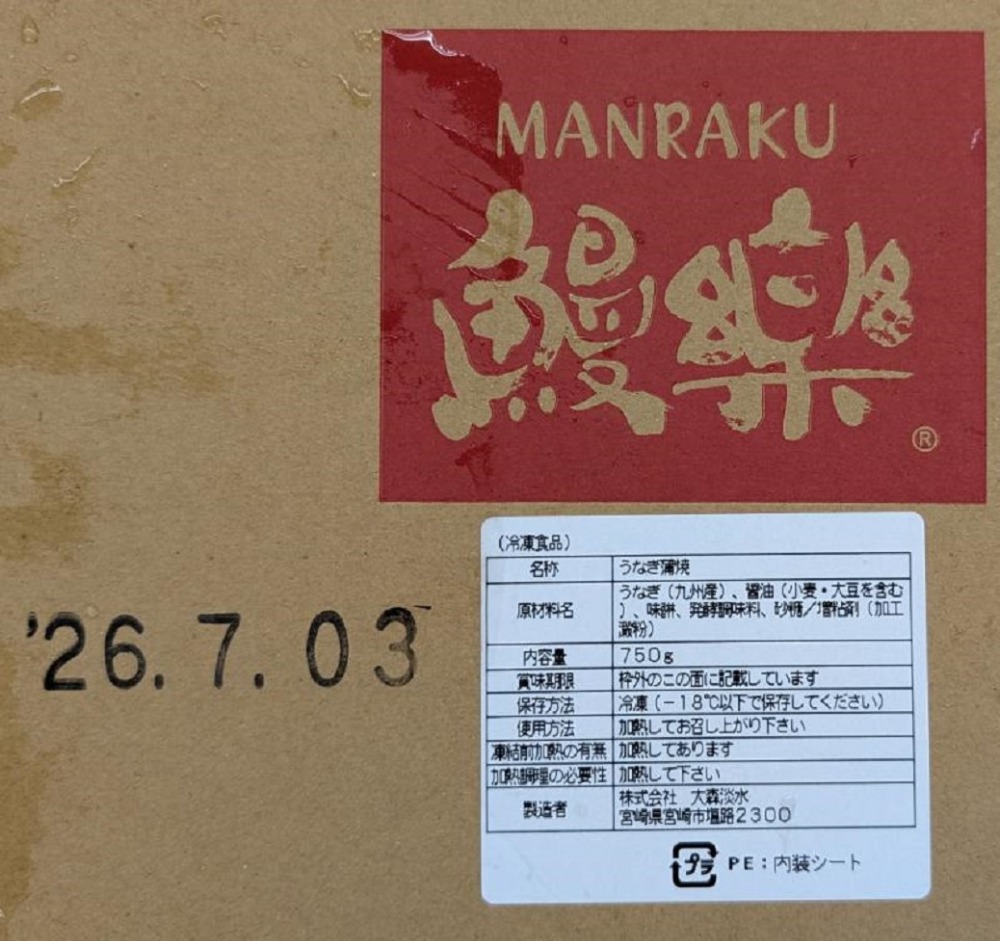 MANRAKU
鰻樂
®
'26.7.03
(冷凍食品)
名称 うなぎ蒲焼
原材料名 うなぎ(九州産)、醤油(小麦・大豆を含む
)、味醂、発酵調味料、砂糖/増粘剤(加工
澱粉)
内容量 750g
賞味期限 枠外のこの面に記載しています
保存方法 冷凍(-18℃以下で保存してください)
使用方法 加熱してお召し上がり下さい
凍結前加熱の有無 加熱してあります
加熱調理の必要性 加熱して下さい
製造者 株式会社 大森淡水
宮崎県宮崎市塩路2300
プラ PE:内装シート